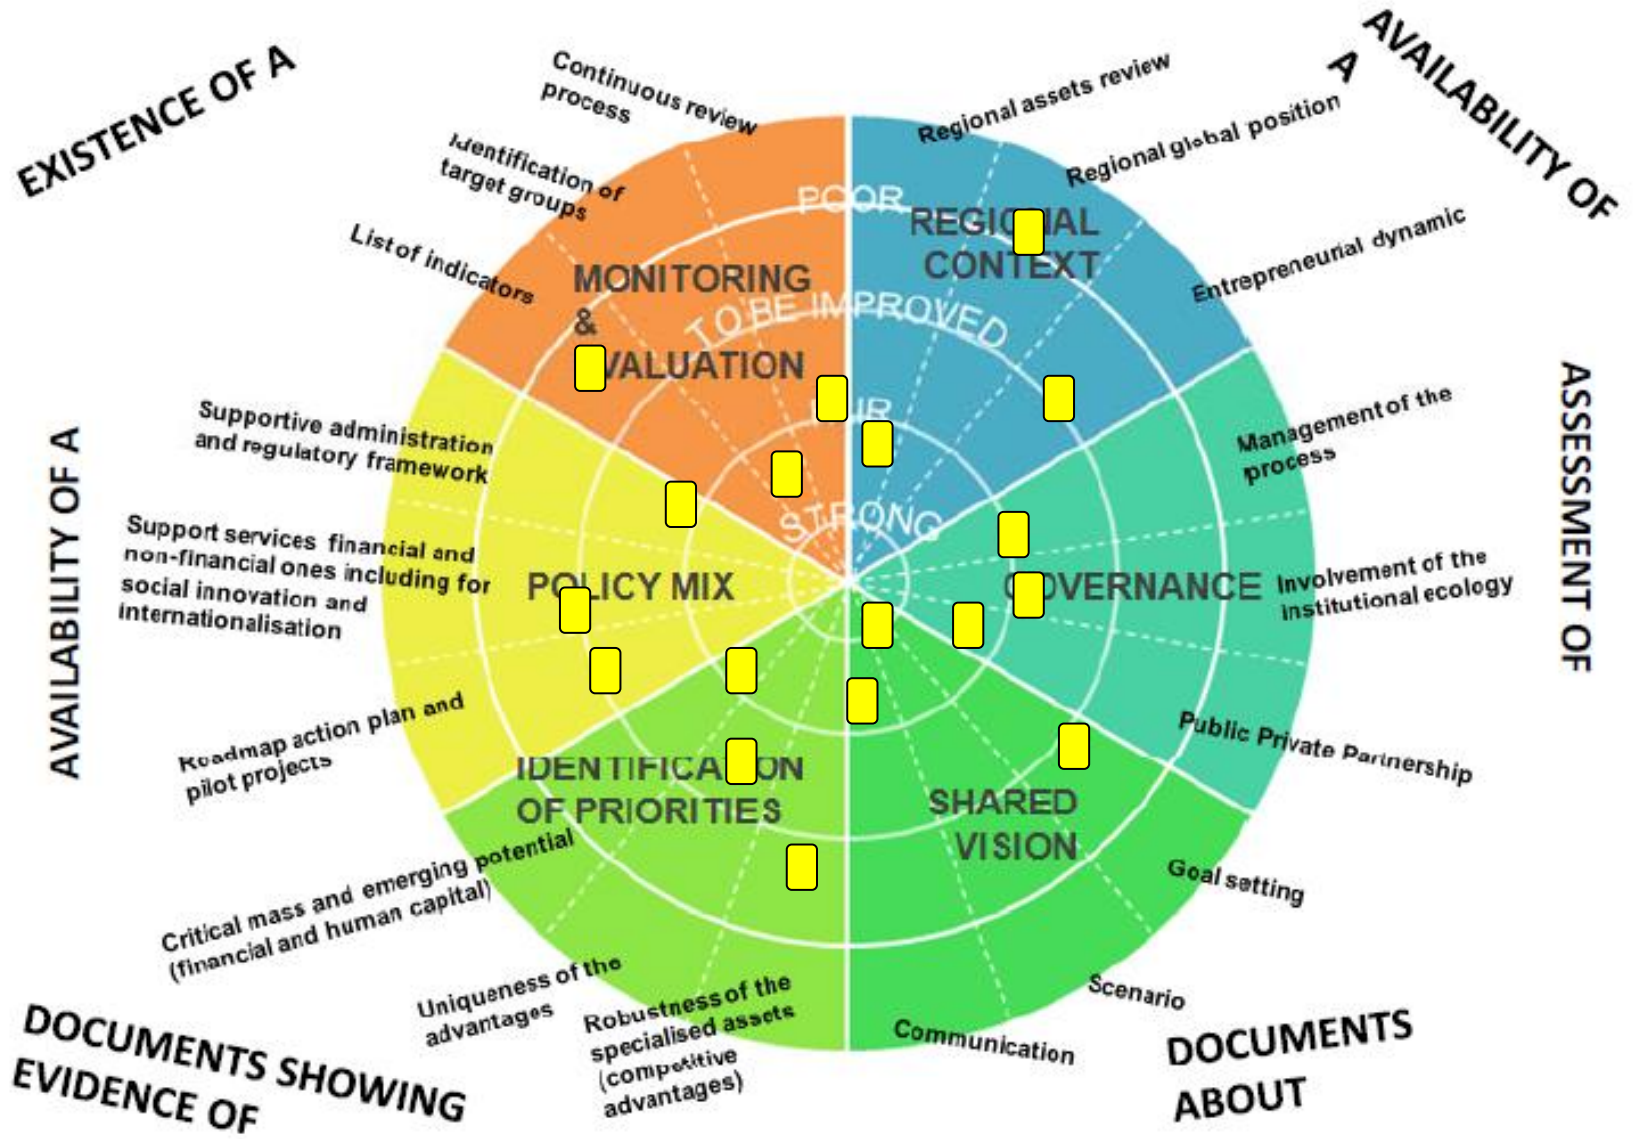 EXISTENCE OF A
Continuous review
process
Identification of
target groups
List of indicators
Regional assets review
Regional global position
Entrepreneurial dynamic
AVAILABILITY OF
A
POOR
TO BE IMPROVED
STRONG
MONITORING
&
REGIONAL
CONTEXT
ASSESSMENT OF
Management of the
process
Involvement of the
institutional ecology
Public Private Partnership
GOVERNANCE
AVAILABILITY OF A
Supportive administration
and regulatory framework
Support services financial and
non-financial ones including for
social innovation and
internationalisation
Roadmap action plan and
pilot projects
POLICY MIX
IDENTIFICATION
OF PRIORITIES
SHARED
VISION
Critical mass and emerging potential
(financial and human capital)
Uniqueness of the
advantages
Robustness of the
specialised assets
(competitive
advantages)
Goal setting
Scenario
Communication
DOCUMENTS SHOWING
EVIDENCE OF
DOCUMENTS
ABOUT